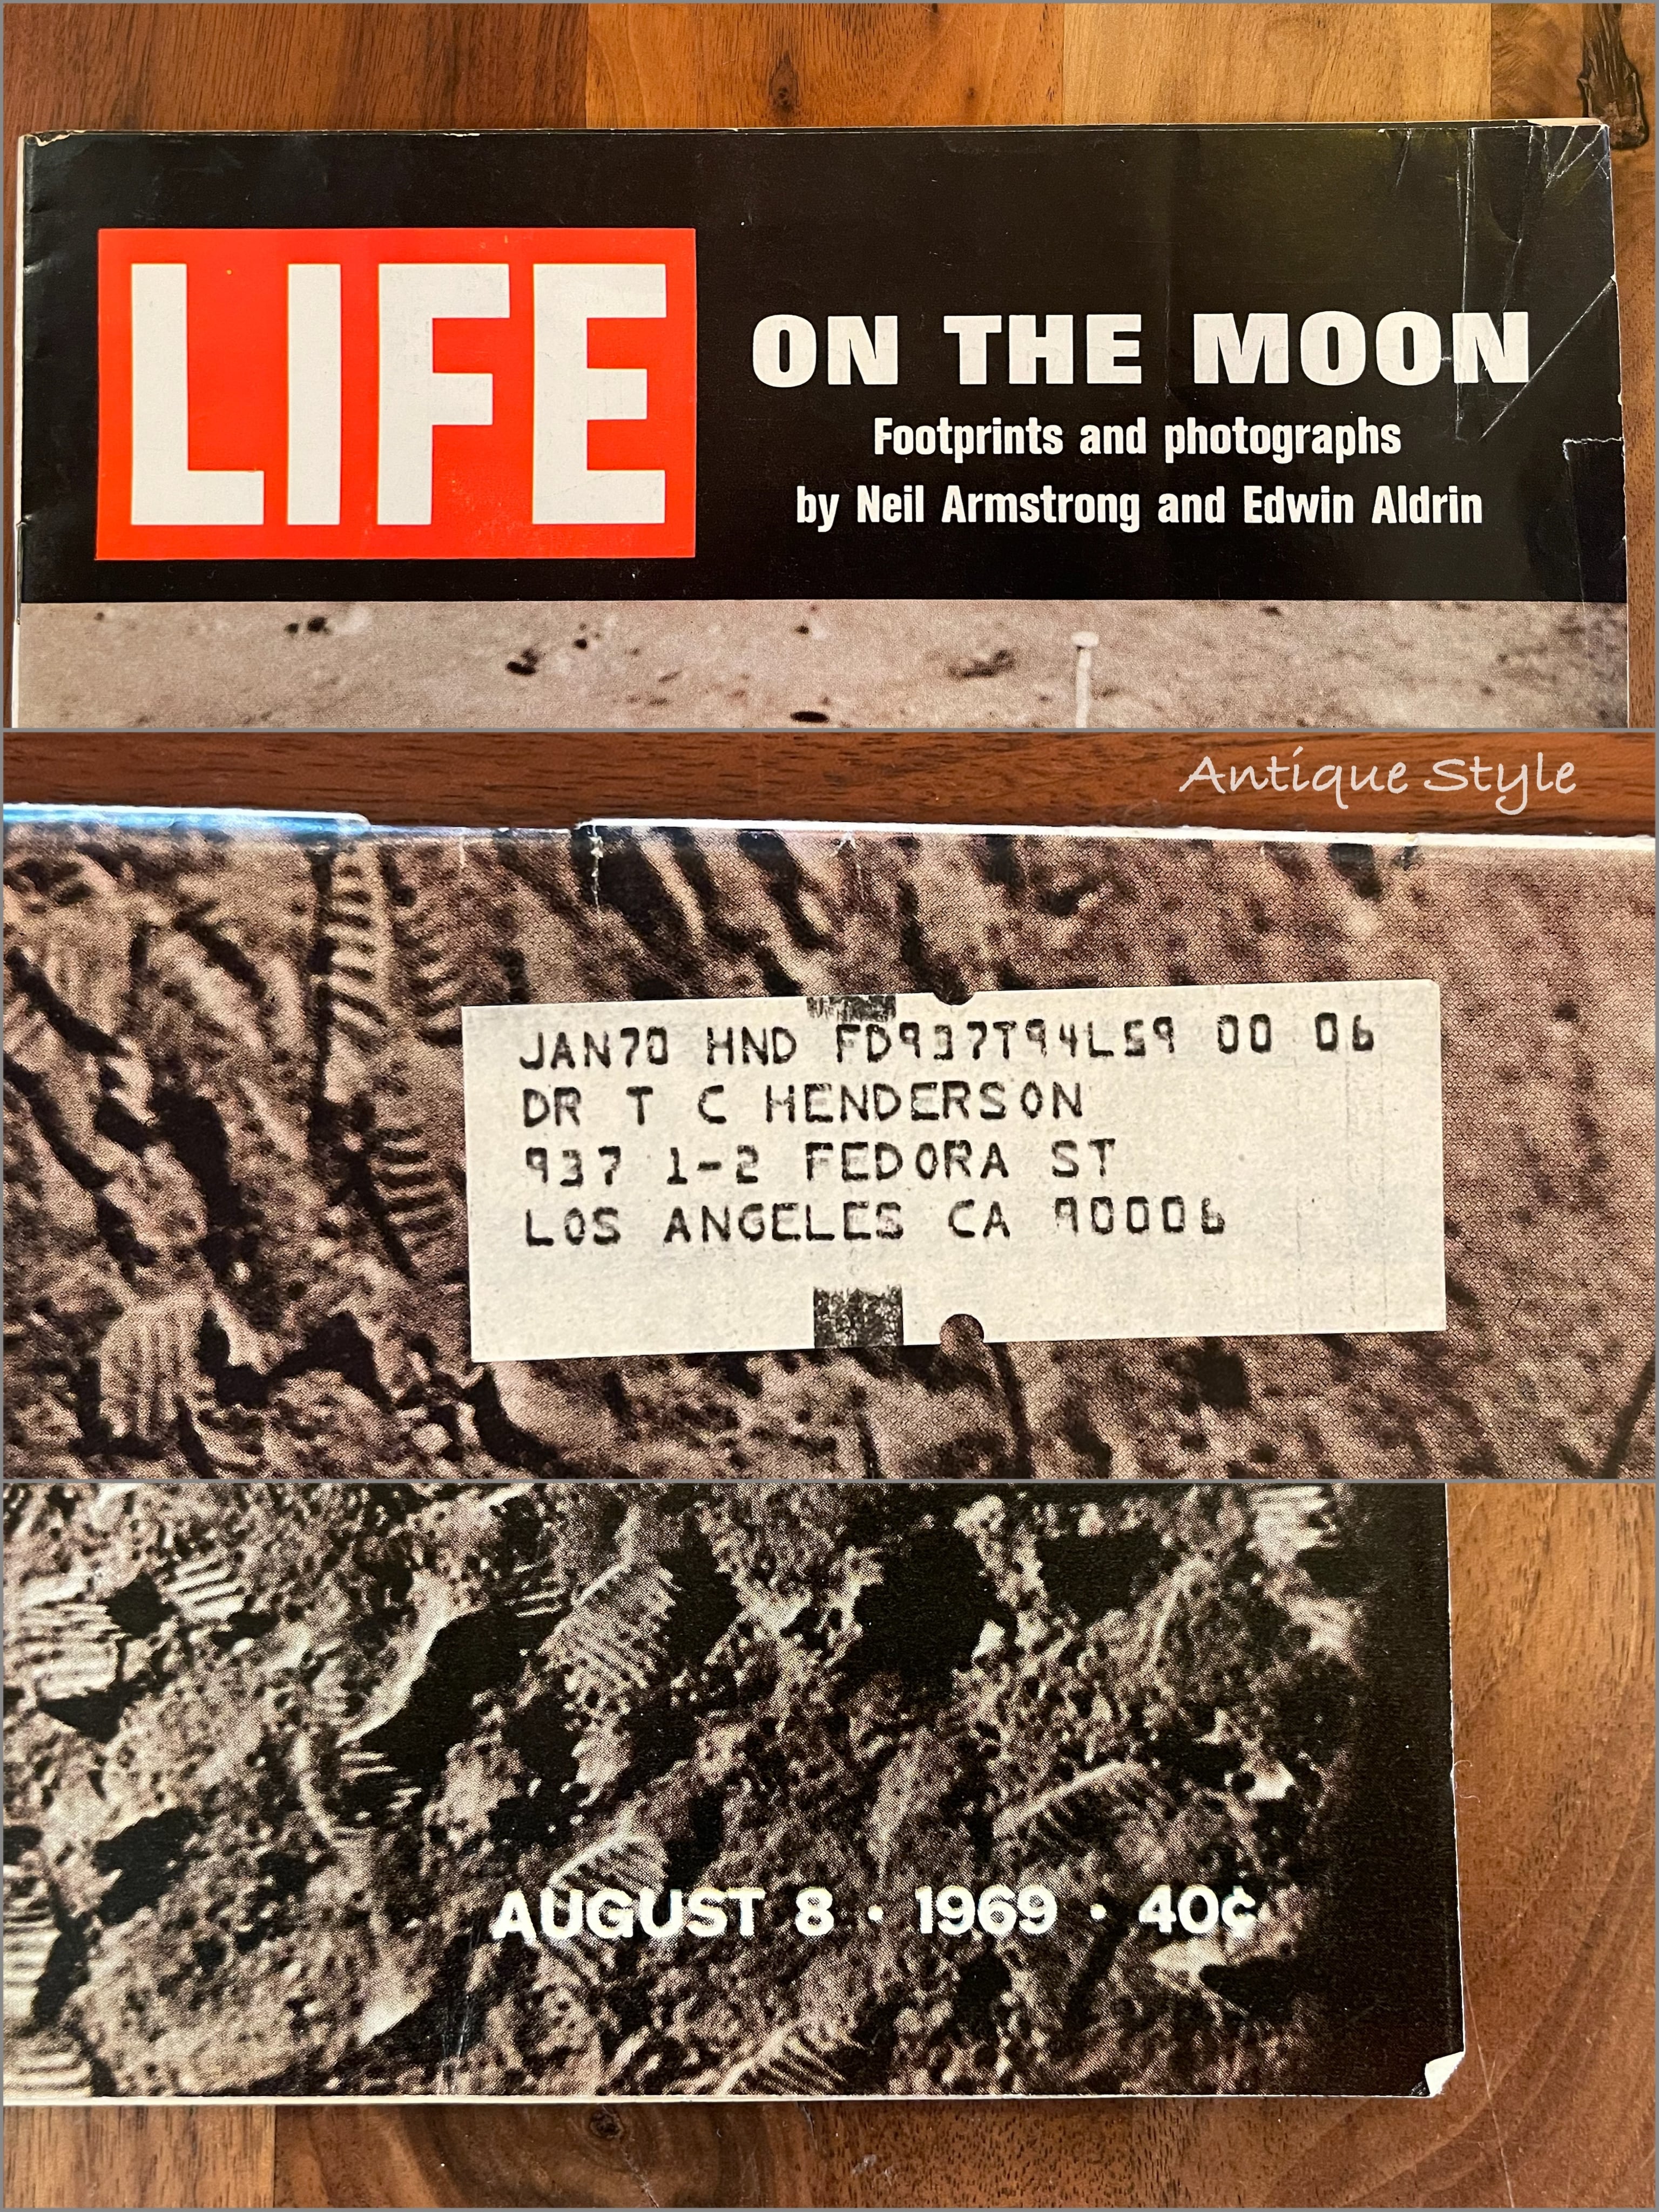 LIFE
ON THE MOON
Footprints and photographs
by Neil Armstrong and Edwin Aldrin
Antique Style
JAN70 HND FD937T94LS9 00 06
DR T C HENDERSON
937 1-2 FEDORA ST
LOS ANGELES CA 90006
AUGUST 8 · 1969 · 40¢